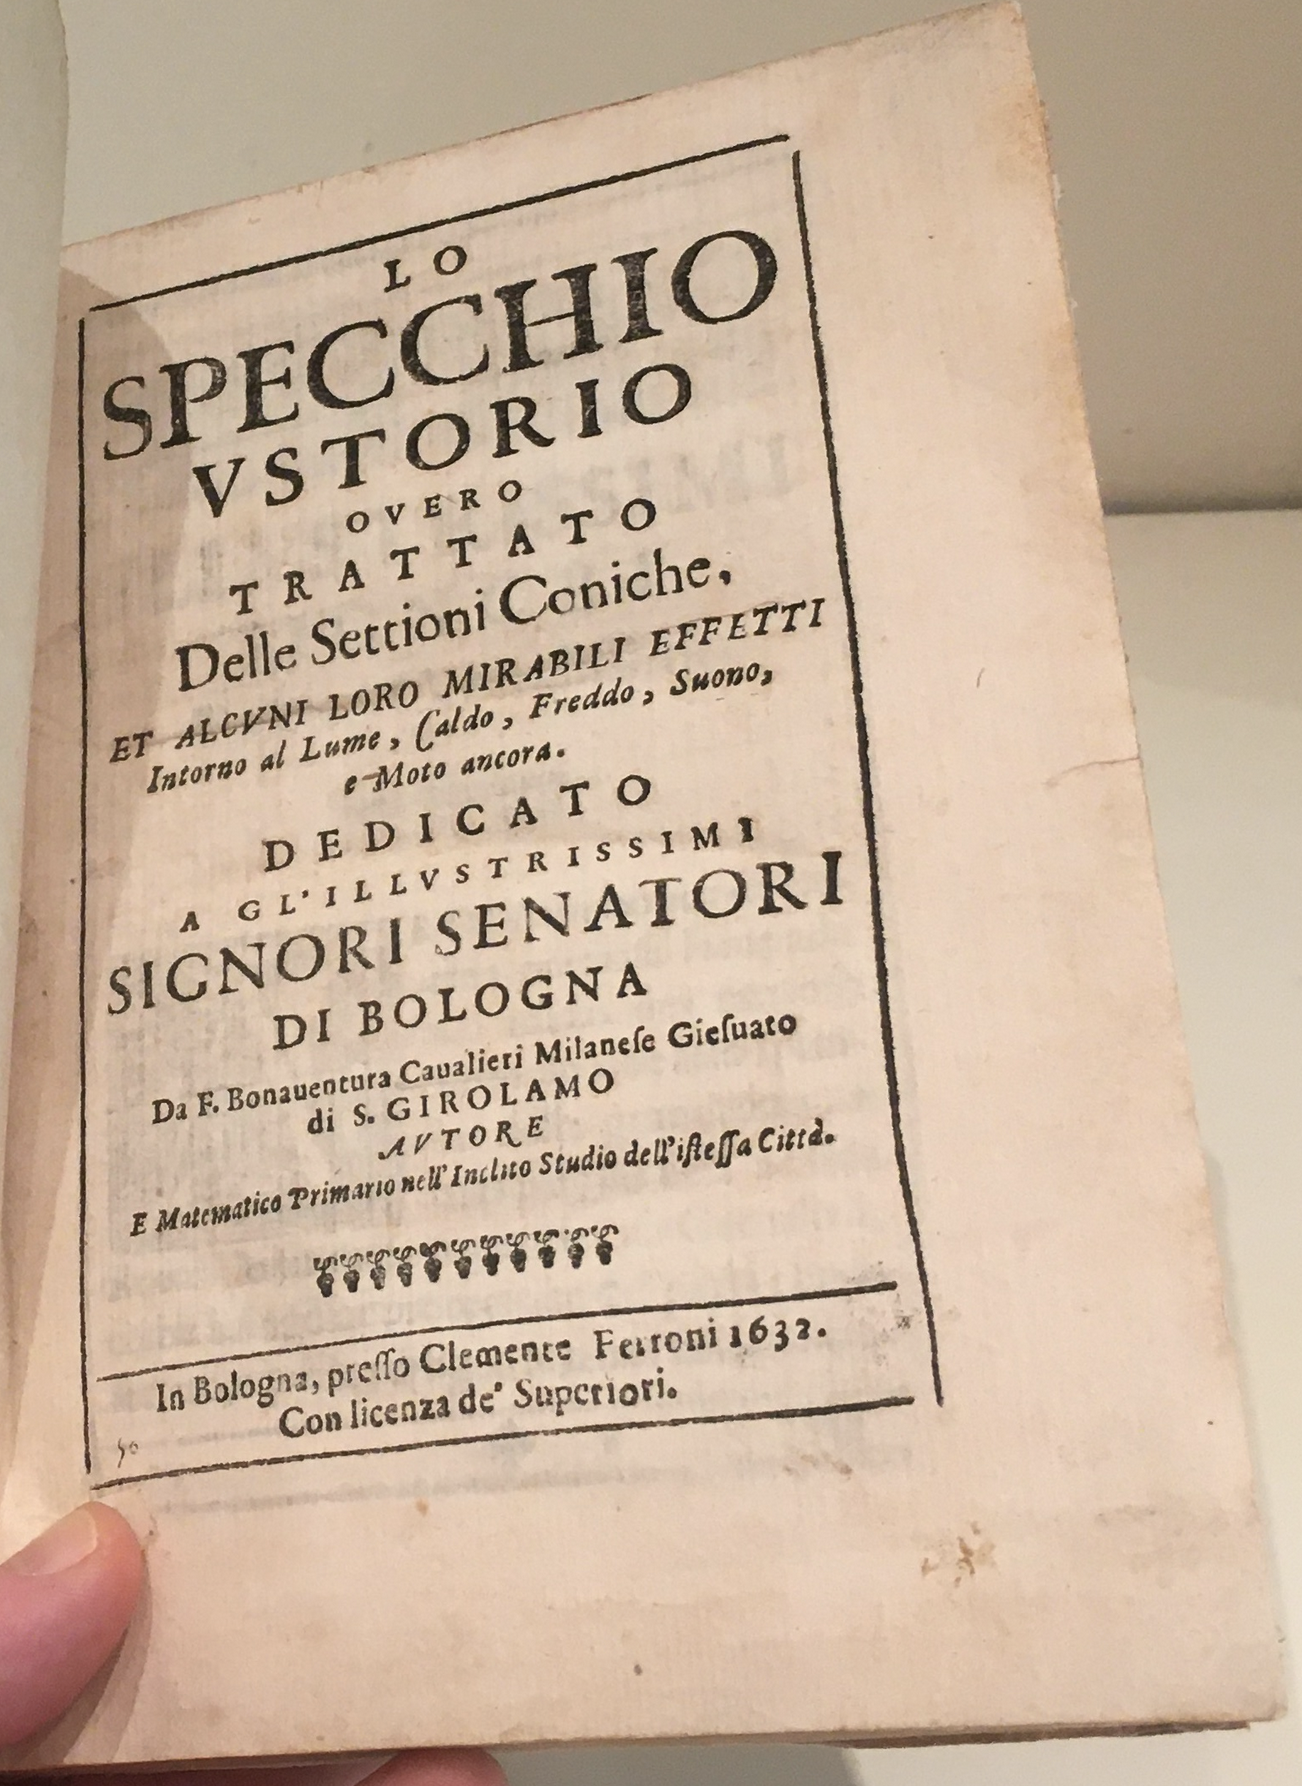 LO
SPECCHIO
VSTORIO
OVERO
TRATTATO
Delle Settioni Coniche,
ET ALCVNI LORO MIRABILI EFFETTI
Intorno al Lume, Caldo, Freddo, Suono,
e Moto ancora.
DEDICATO
A GL'ILLVSTRISSIMI
SIGNORI SENATORI
DI BOLOGNA
Da F. Bonauentura Caualieri Milaneſe Gieſuato
di S. GIROLAMO
AVTORE
E Matematico Primario nell'Inclito Studio dell'iſteſſa Città.
In Bologna, preſſo Clemente Ferroni 1632.
Con licenza de' Superiori.
50